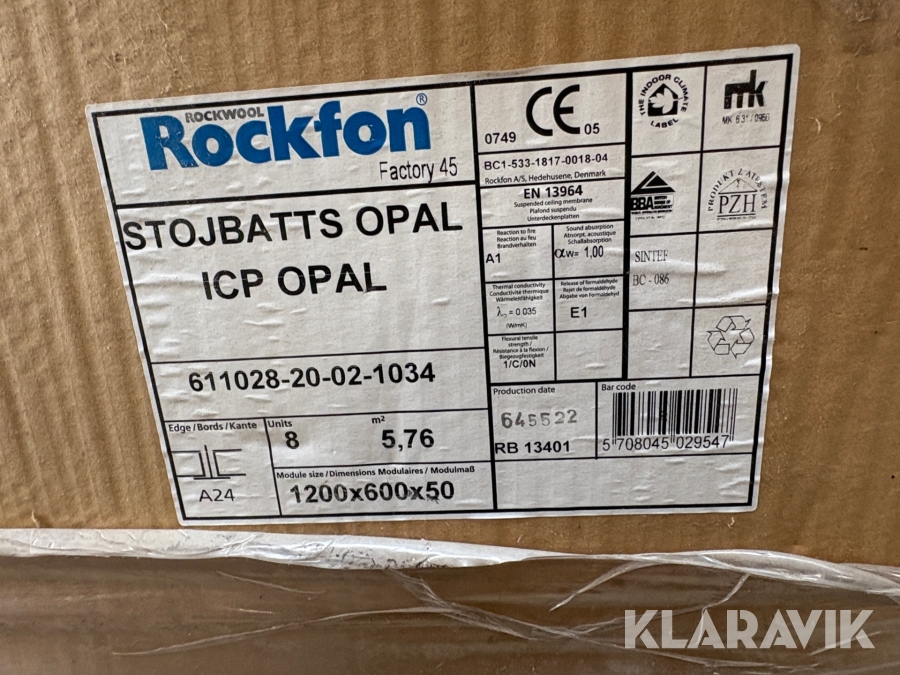 ROCKWOOL
Rockfon®
Factory 45
STOJBATTS OPAL
ICP OPAL
611028-20-02-1034
Edge / Bords / Kante
A24
Units
8
m²
5,76
Module size / Dimensions Modulaires / Modulmaß
1200x600x50
CE
0749
05
BC1-533-1817-0018-04
Rockfon A/S, Hedehusene, Denmark
EN 13964
Suspended ceiling membrane
Plafond suspendu
Unterdeckenplatten
Reaction to fire
Reaction au feu
Brandverhalten
A1
Sound absorption
Absorpt. acoustique
Schallabsorption
αw= 1,00
Thermal conductivity
Conductivité thermique
Wärmeleitfähigkeit
= 0.035
(W/mK)
Release of formaldehyde
Rejet de formaldehyde
Abgabe von Formaldehyd
E1
Flexural tensile
strength /
Résistance à la flexion /
Biegezugfestigkeit
1/C/0N
Production date
645522
RB 13401
Bar code
5 708045 029547
THE INDOOR CLIMATE
LABEL
mk
MK 6.31 / 0956
BBA
PRODUKT Z ATESTEM
PZH
SINTEF
BC - 086
KLARAVIK